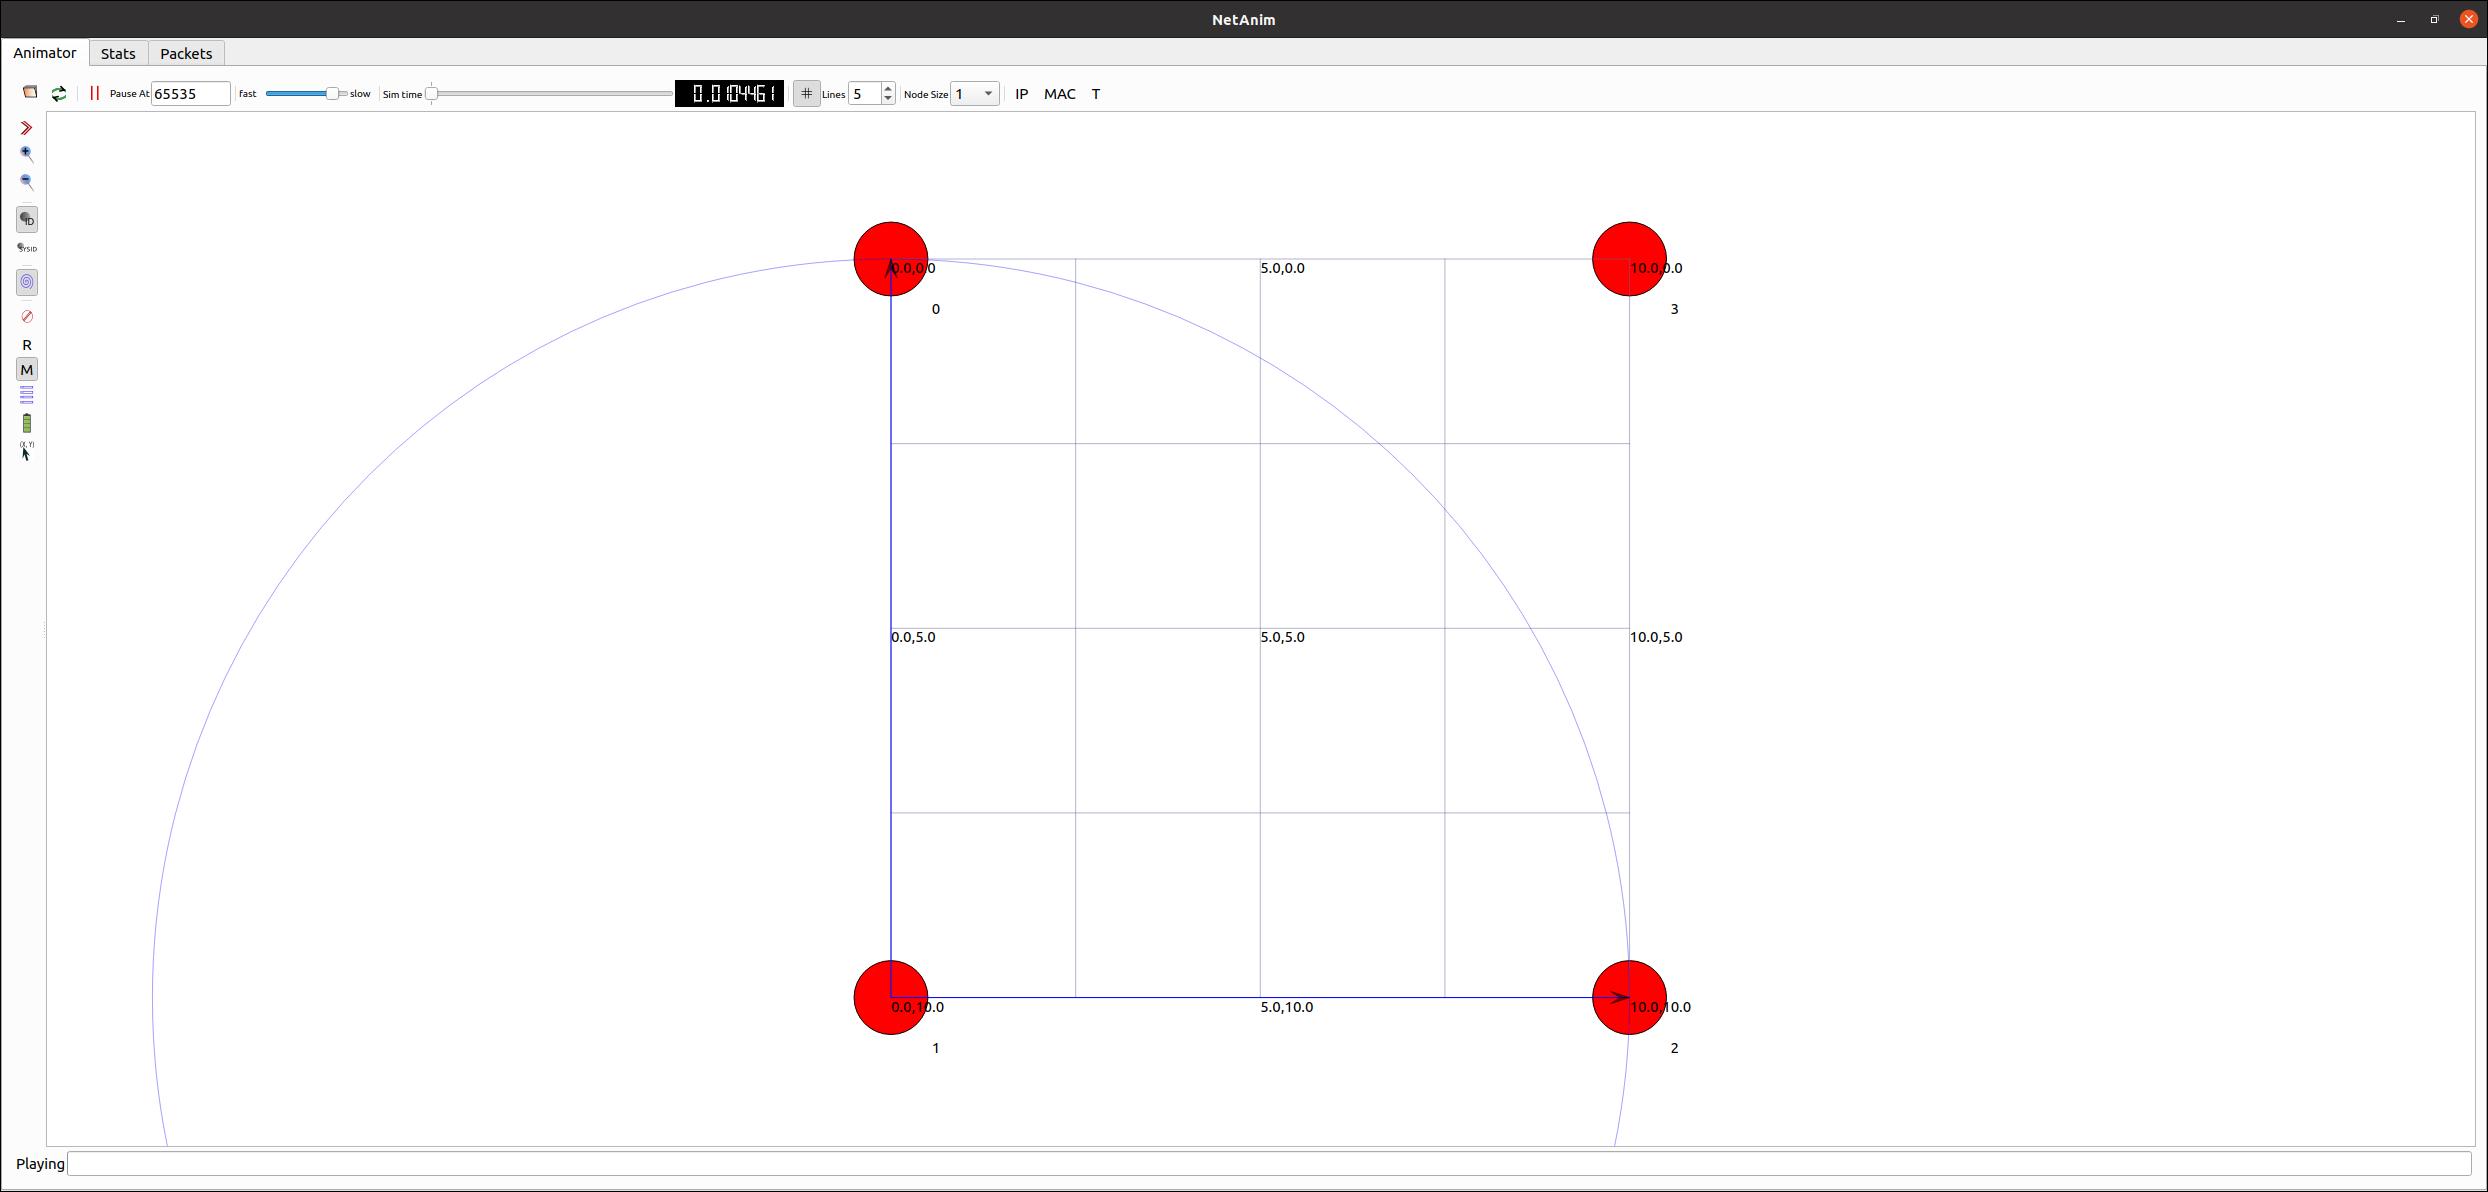 NetAnim
Animator Stats Packets
Pause At 65535 fast slow Sim time 0.0104461 # Lines 5 Node Size 1 IP MAC T
ID
SYSID
R
M
(X, Y)
0.0,0.0 5.0,0.0 10.0,0.0
0 3
0.0,5.0 5.0,5.0 10.0,5.0
0.0,10.0 5.0,10.0 10.0,10.0
1 2
Playing